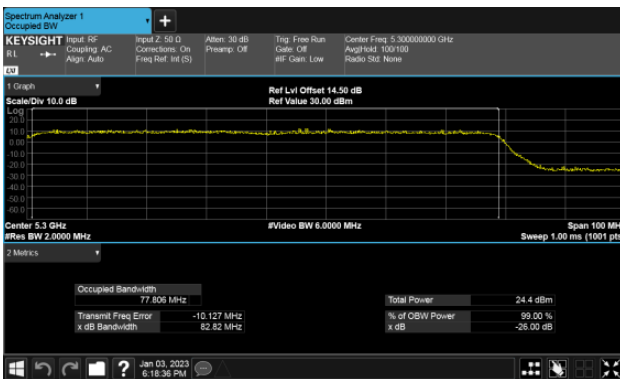 Spectrum Analyzer 1
Occupied BW
+
KEYSIGHT Input: RF Input Z: 50 Ω Atten: 30 dB Trig: Free Run Center Freq: 5.300000000 GHz
RL Coupling: AC Corrections: On Preamp: Off Gate: Off Avg|Hold: 100/100
Align: Auto Freq Ref: Int (S) #IF Gain: Low Radio Std: None
LXI
1 Graph Ref Lvl Offset 14.50 dB
Scale/Div 10.0 dB Ref Value 30.00 dBm
Log
20.0
10.0
0.00
-10.0
-20.0
-30.0
-40.0
-50.0
-60.0
Center 5.3 GHz #Video BW 6.0000 MHz Span 100 MH
#Res BW 2.0000 MHz Sweep 1.00 ms (1001 pts
2 Metrics
Occupied Bandwidth
77.806 MHz Total Power 24.4 dBm
Transmit Freq Error -10.127 MHz % of OBW Power 99.00 %
x dB Bandwidth 82.82 MHz x dB -26.00 dB
? Jan 03, 2023
6:18:36 PM